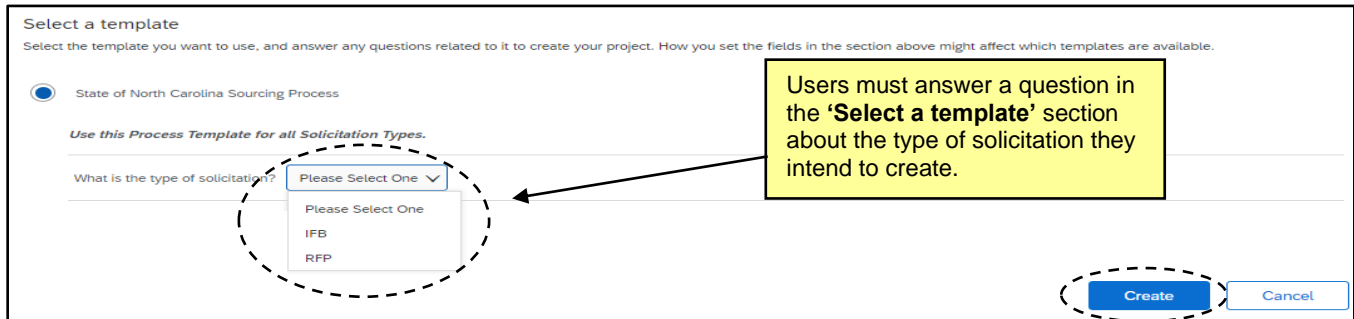 Select a template
Select the template you want to use, and answer any questions related to it to create your project. How you set the fields in the section above might affect which templates are available.
State of North Carolina Sourcing Process
Use this Process Template for all Solicitation Types.
What is the type of solicitation? Please Select One
Please Select One
IFB
RFP
Users must answer a question in
the ‘Select a template’ section
about the type of solicitation they
intend to create.
Create Cancel